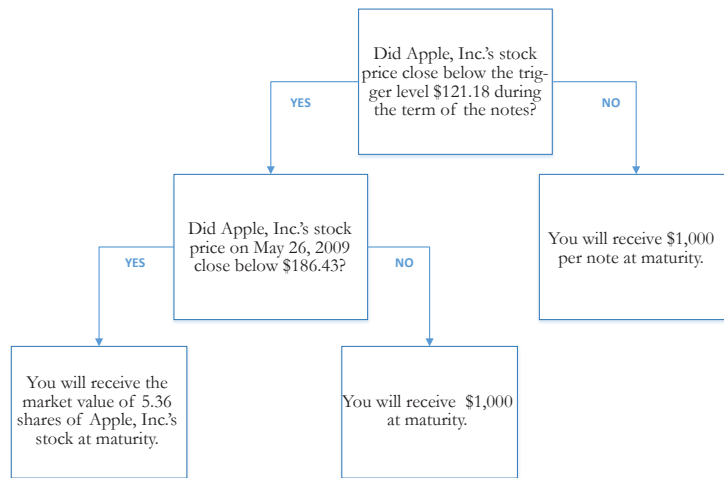 Did Apple, Inc.'s stock
price close below the trig-
ger level $121.18 during
the term of the notes?
YES
NO
Did Apple, Inc.'s stock
price on May 26, 2009
close below $186.43?
You will receive $1,000
per note at maturity.
YES
NO
You will receive the
market value of 5.36
shares of Apple, Inc.'s
stock at maturity.
You will receive $1,000
at maturity.